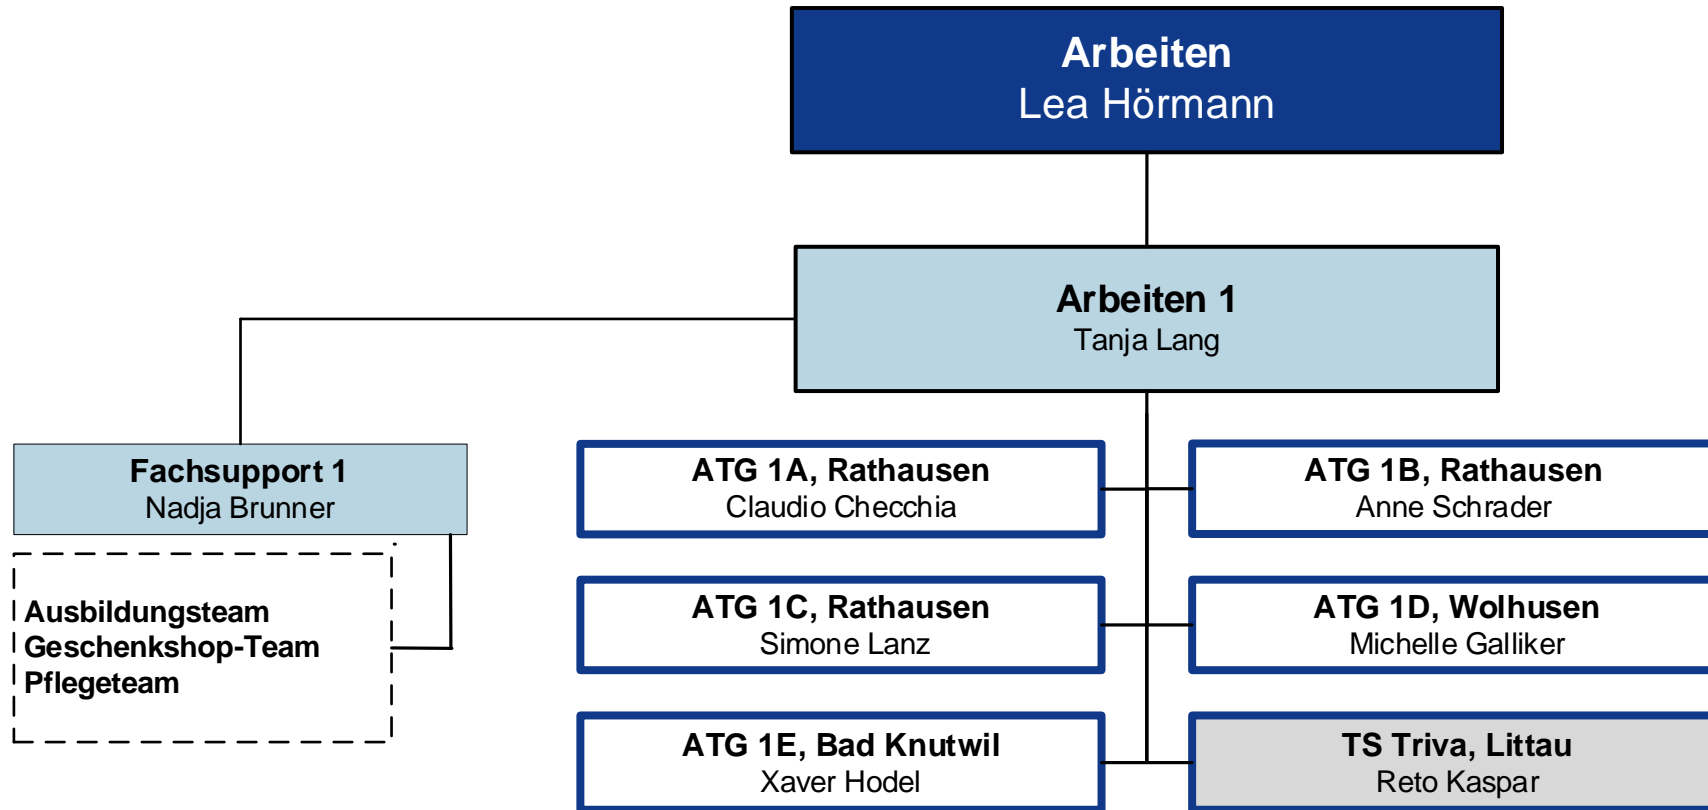 Arbeiten
Lea Hörmann
Arbeiten 1
Tanja Lang
Fachsupport 1
Nadja Brunner
Ausbildungsteam
Geschenkshop-Team
Pflegeteam
ATG 1A, Rathausen
Claudio Checchia
ATG 1B, Rathausen
Anne Schrader
ATG 1C, Rathausen
Simone Lanz
ATG 1D, Wolhusen
Michelle Galliker
ATG 1E, Bad Knutwil
Xaver Hodel
TS Triva, Littau
Reto Kaspar